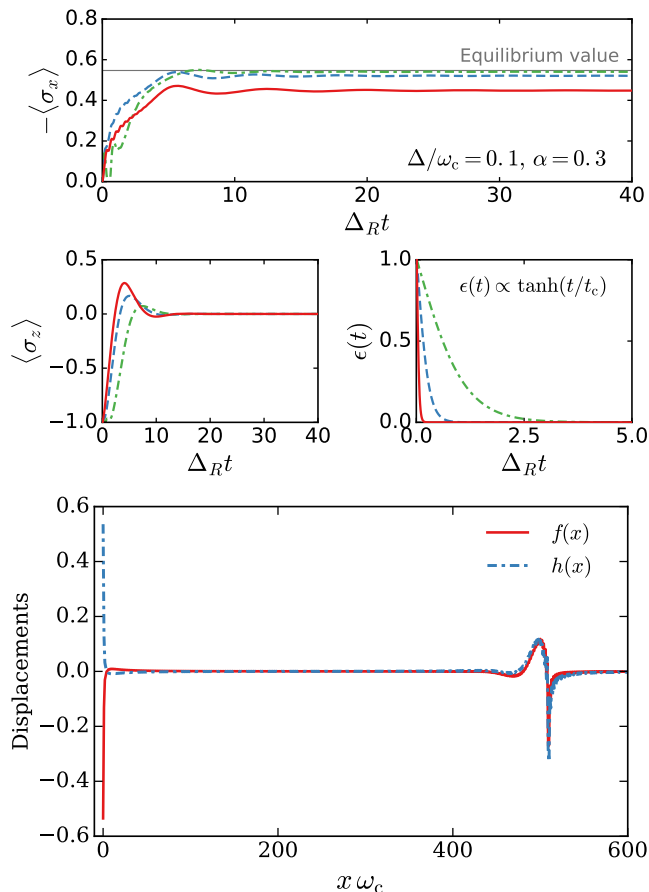 0.8
0.6
0.4
0.2
0.0
−⟨σx⟩
Equilibrium value
Δ/ωc = 0.1, α = 0.3
0 10 20 30 40
ΔRt
0.5
0.0
−0.5
−1.0
⟨σz⟩
0 10 20 30 40
ΔRt
1.0
0.5
0.0
ϵ(t)
ϵ(t) ∝ tanh(t/tc)
0.0 2.5 5.0
ΔRt
0.6
0.4
0.2
0.0
−0.2
−0.4
−0.6
Displacements
f(x)
h(x)
0 200 400 600
x ωc